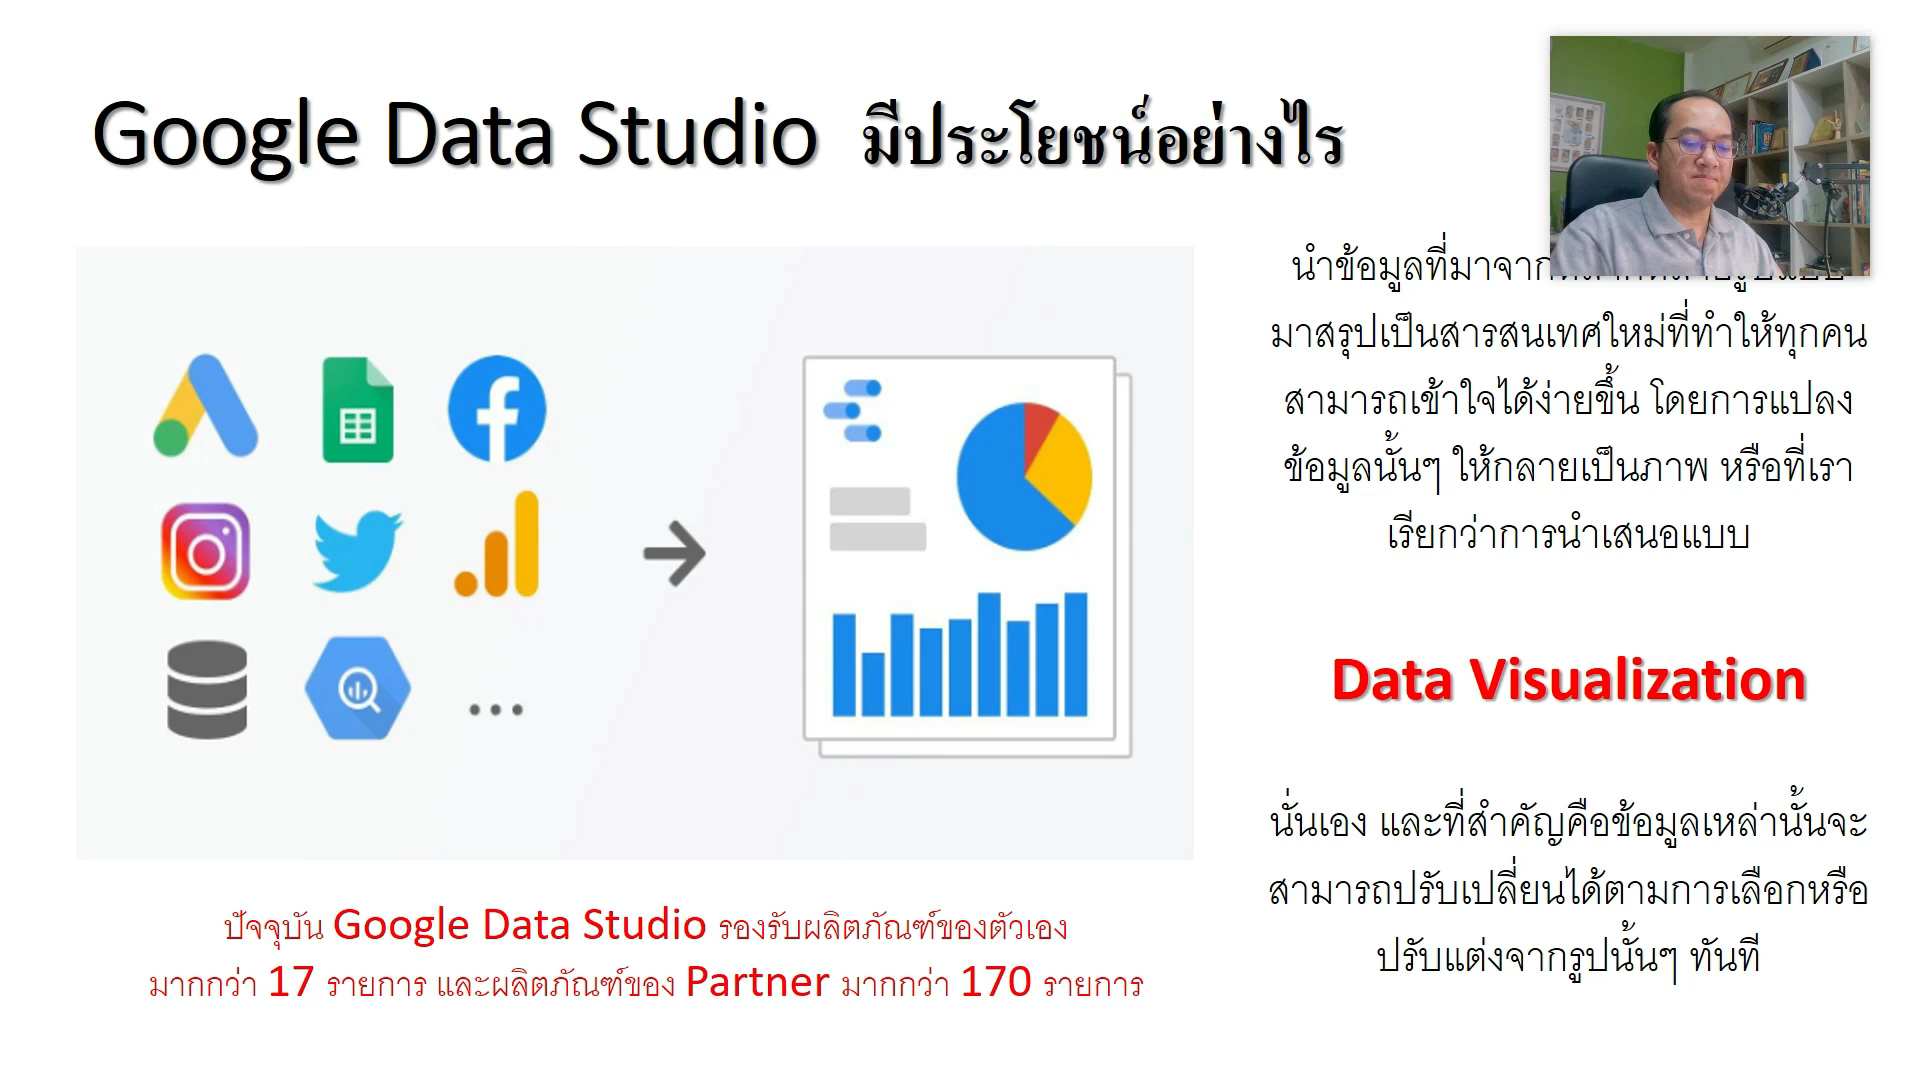 Google Data Studio มีประโยชน์อย่างไร
นำข้อมูลที่มาจาก
มาสรุปเป็นสารสนเทศใหม่ที่ทำให้ทุกคน
สามารถเข้าใจได้ง่ายขึ้น โดยการแปลง
ข้อมูลนั้นๆ ให้กลายเป็นภาพ หรือที่เรา
เรียกว่าการนำเสนอแบบ
Data Visualization
นั่นเอง และที่สำคัญคือข้อมูลเหล่านั้นจะ
สามารถปรับเปลี่ยนได้ตามการเลือกหรือ
ปรับแต่งจากรูปนั้นๆ ทันที
ปัจจุบัน Google Data Studio รองรับผลิตภัณฑ์ของตัวเอง
มากกว่า 17 รายการ และผลิตภัณฑ์ของ Partner มากกว่า 170 รายการ